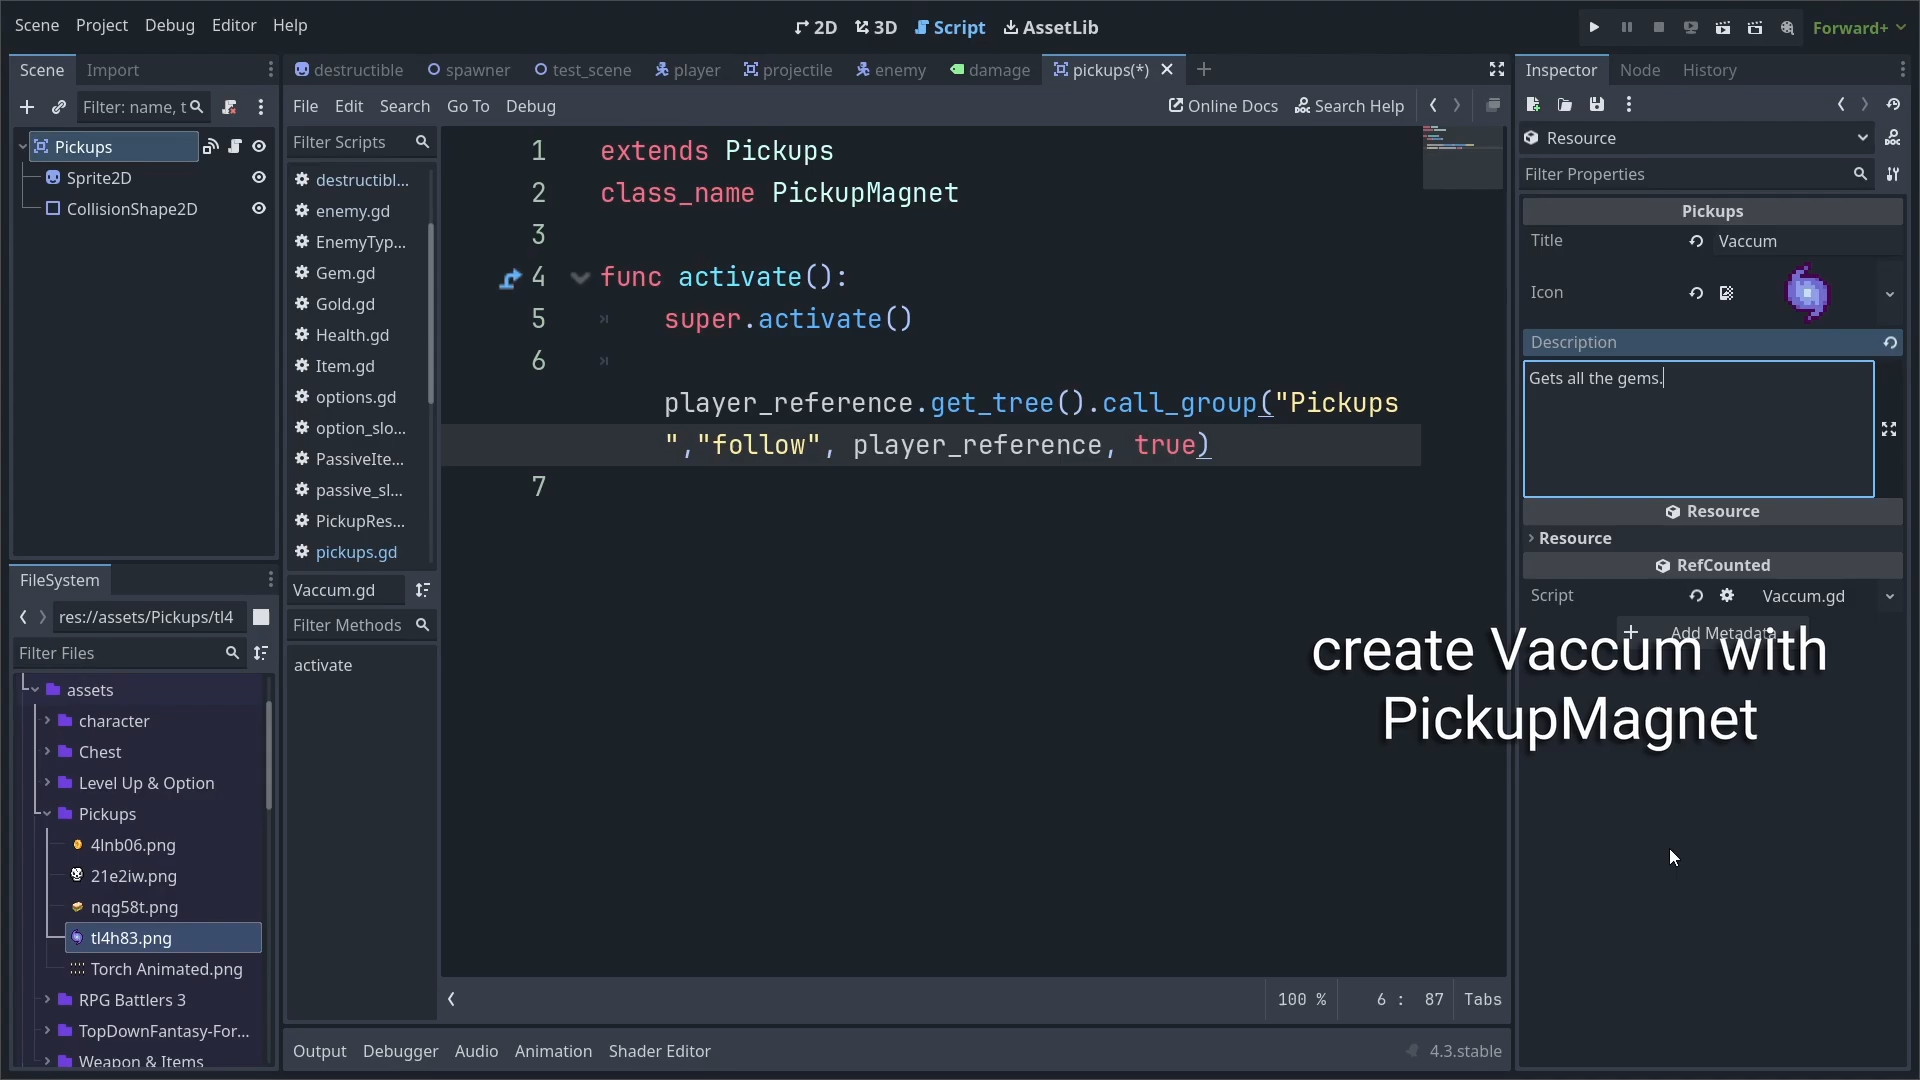 Scene Project Debug Editor Help
2D 3D Script AssetLib
Forward+
Scene Import
destructible spawner test_scene player projectile enemy damage pickups(*)
Inspector Node History
Filter: name, t
File Edit Search Go To Debug
Online Docs Search Help
Pickups
Sprite2D
CollisionShape2D
Filter Scripts
destructibl...
enemy.gd
EnemyTyp...
Gem.gd
Gold.gd
Health.gd
Item.gd
options.gd
option_slo...
PassiveIte...
passive_sl...
PickupRes...
pickups.gd
Vaccum.gd
Filter Methods
activate
1 extends Pickups
2 class_name PickupMagnet
3
4 func activate():
5 super.activate()
6
player_reference.get_tree().call_group("Pickups
","follow", player_reference, true)
7
Resource
Filter Properties
Pickups
Title Vaccum
Icon
Description
Gets all the gems.
Resource
Resource
RefCounted
Script Vaccum.gd
Add Metadata
create Vaccum with
PickupMagnet
FileSystem
res://assets/Pickups/tl4
Filter Files
assets
character
Chest
Level Up & Option
Pickups
4lnb06.png
21e2iw.png
nqg58t.png
tl4h83.png
Torch Animated.png
RPG Battlers 3
TopDownFantasy-For...
Weapon & Items
100 % 6 : 87 Tabs
Output Debugger Audio Animation Shader Editor
4.3.stable